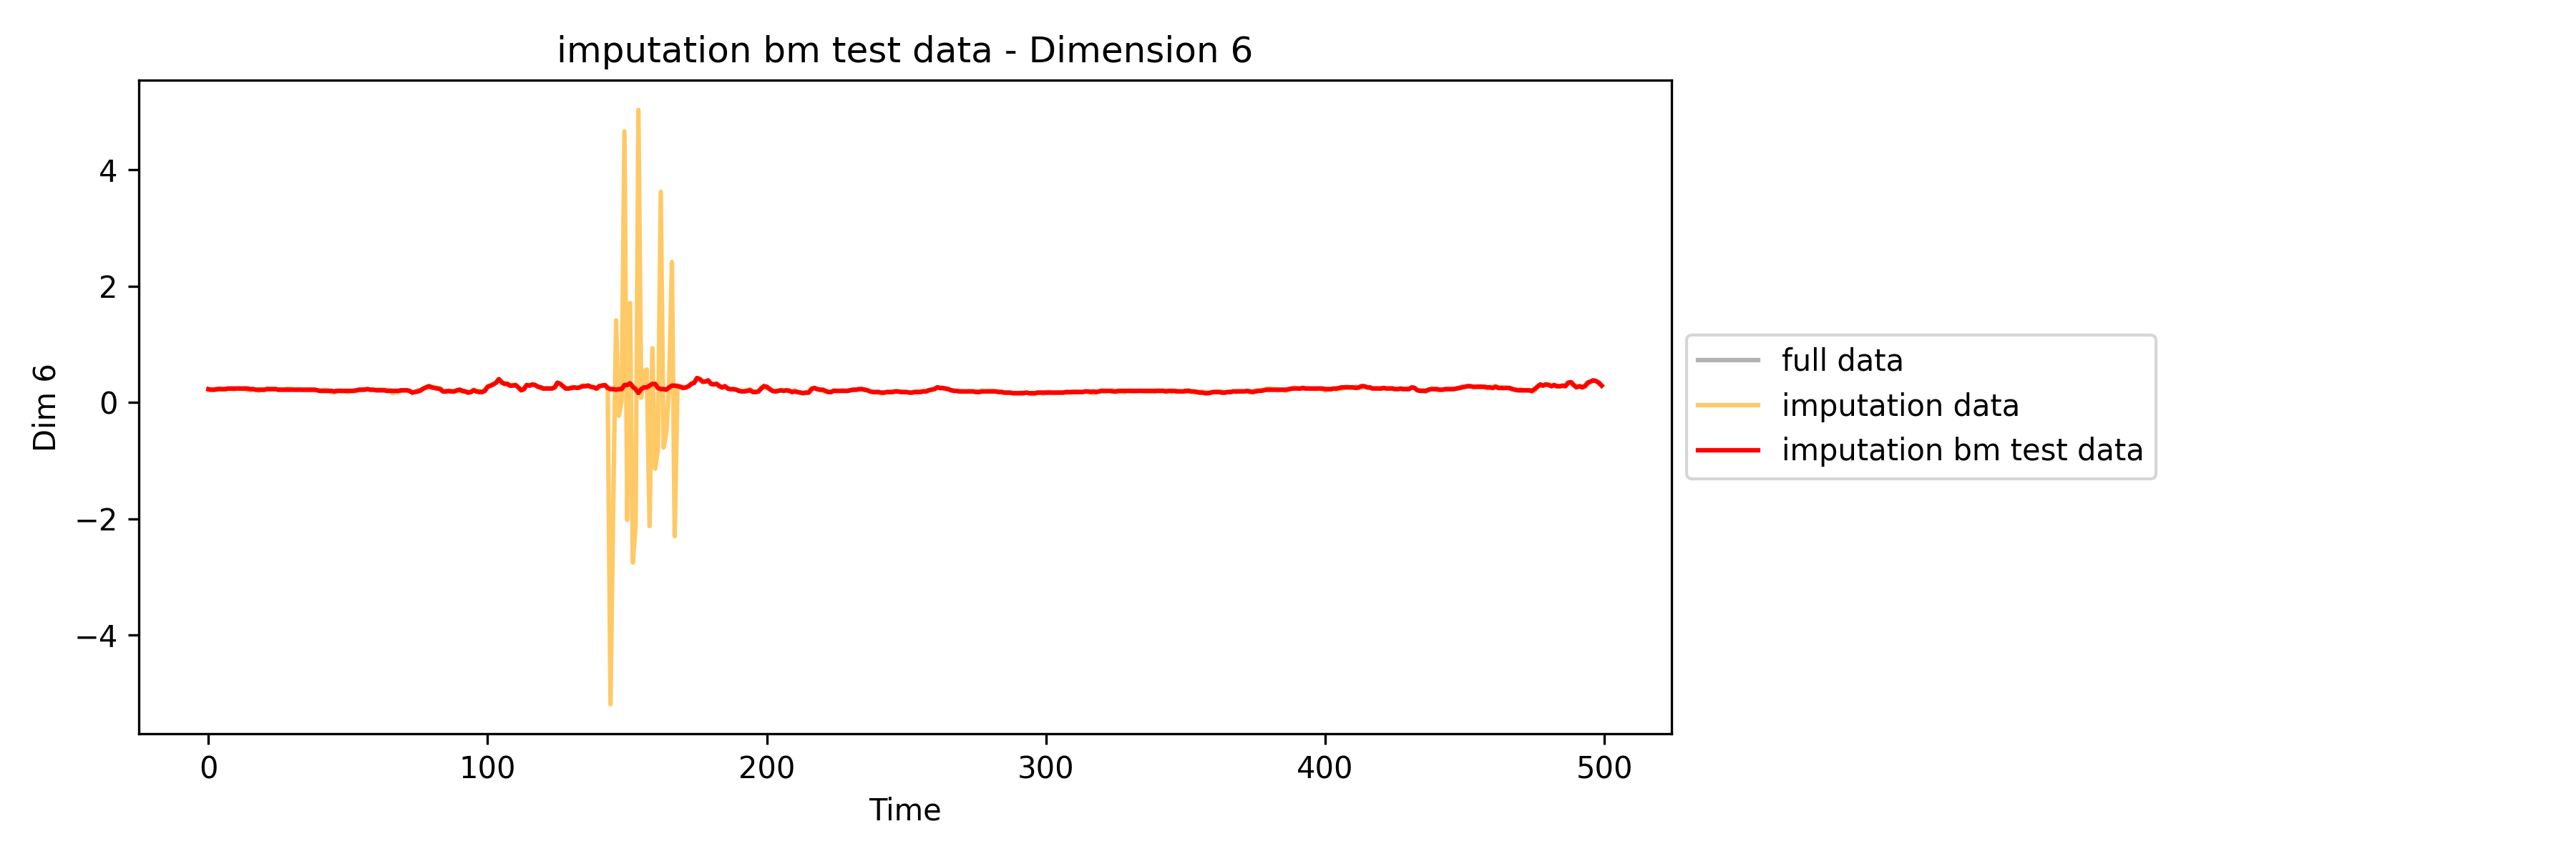 imputation bm test data - Dimension 6
4
2
0
−2
−4
Dim 6
0 100 200 300 400 500
Time
full data
imputation data
imputation bm test data